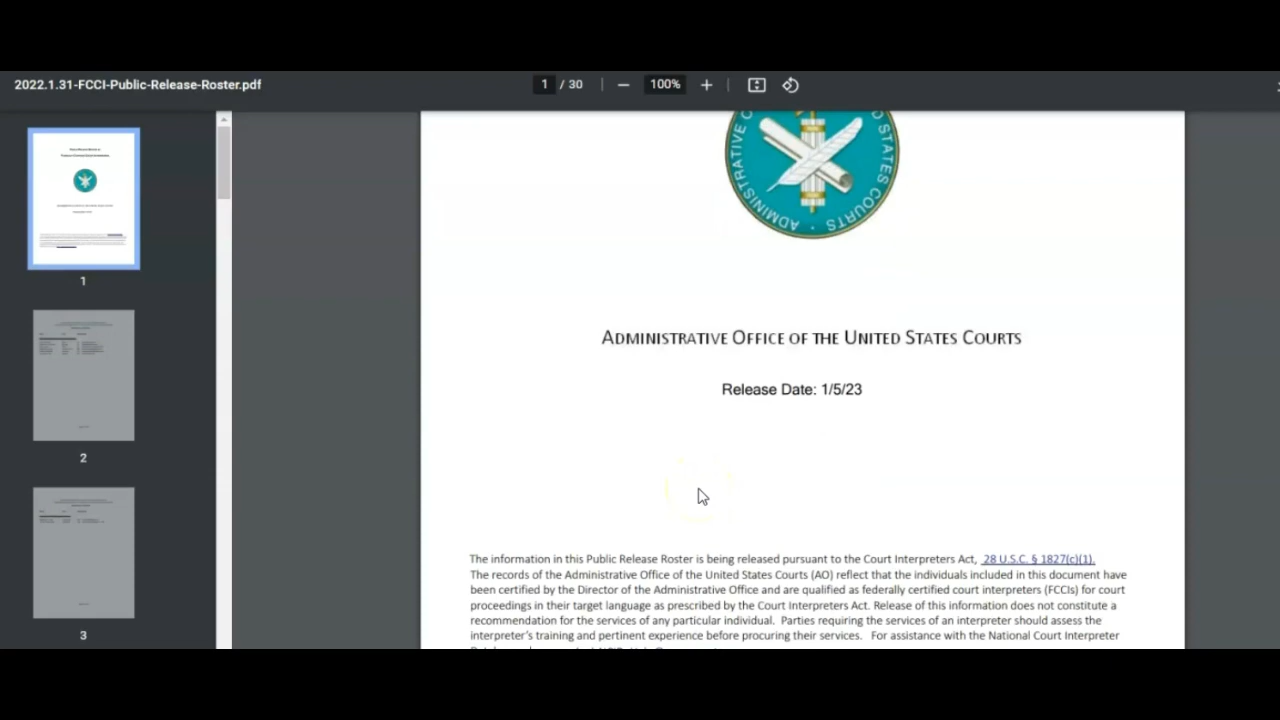 2022.1.31-FCCI-Public-Release-Roster.pdf
1 / 30
100%
1
2
3
ADMINISTRATIVE
STATES COURTS
ADMINISTRATIVE OFFICE OF THE UNITED STATES COURTS
Release Date: 1/5/23
The information in this Public Release Roster is being released pursuant to the Court Interpreters Act, 28 U.S.C. § 1827(c)(1).
The records of the Administrative Office of the United States Courts (AO) reflect that the individuals included in this document have
been certified by the Director of the Administrative Office and are qualified as federally certified court interpreters (FCCIs) for court
proceedings in their target language as prescribed by the Court Interpreters Act. Release of this information does not constitute a
recommendation for the services of any particular individual. Parties requiring the services of an interpreter should assess the
interpreter's training and pertinent experience before procuring their services. For assistance with the National Court Interpreter